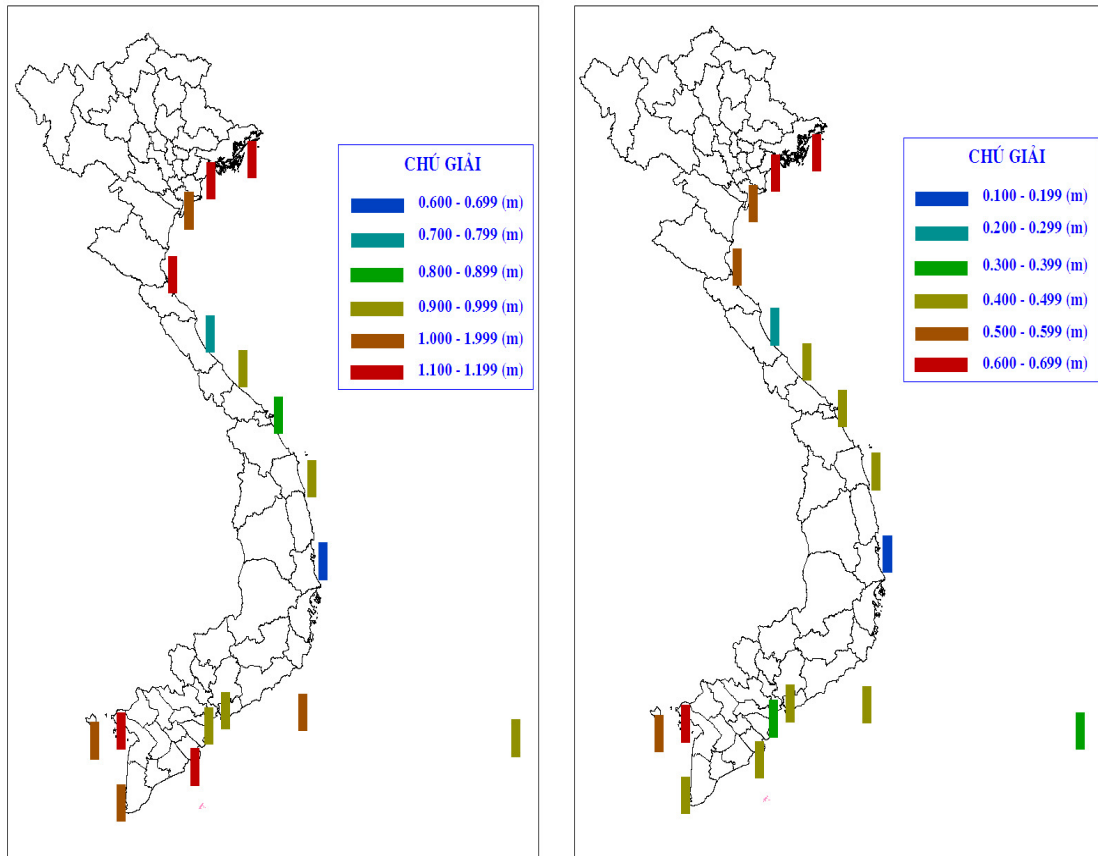 CHÚ GIẢI
0.600 - 0.699 (m)
0.700 - 0.799 (m)
0.800 - 0.899 (m)
0.900 - 0.999 (m)
1.000 - 1.999 (m)
1.100 - 1.199 (m)
CHÚ GIẢI
0.100 - 0.199 (m)
0.200 - 0.299 (m)
0.300 - 0.399 (m)
0.400 - 0.499 (m)
0.500 - 0.599 (m)
0.600 - 0.699 (m)